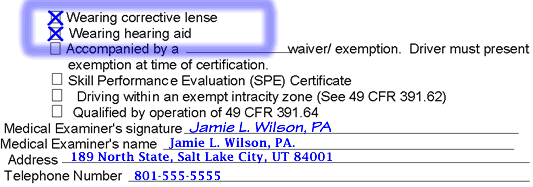 Wearing corrective lense
Wearing hearing aid
Accompanied by a _________________ waiver/ exemption. Driver must present
exemption at time of certification.
Skill Performance Evaluation (SPE) Certificate
Driving within an exempt intracity zone (See 49 CFR 391.62)
Qualified by operation of 49 CFR 391.64
Medical Examiner's signature Jamie L. Wilson, PA
Medical Examiner's name Jamie L. Wilson, PA.
Address 189 North State, Salt Lake City, UT 84001
Telephone Number 801-555-5555